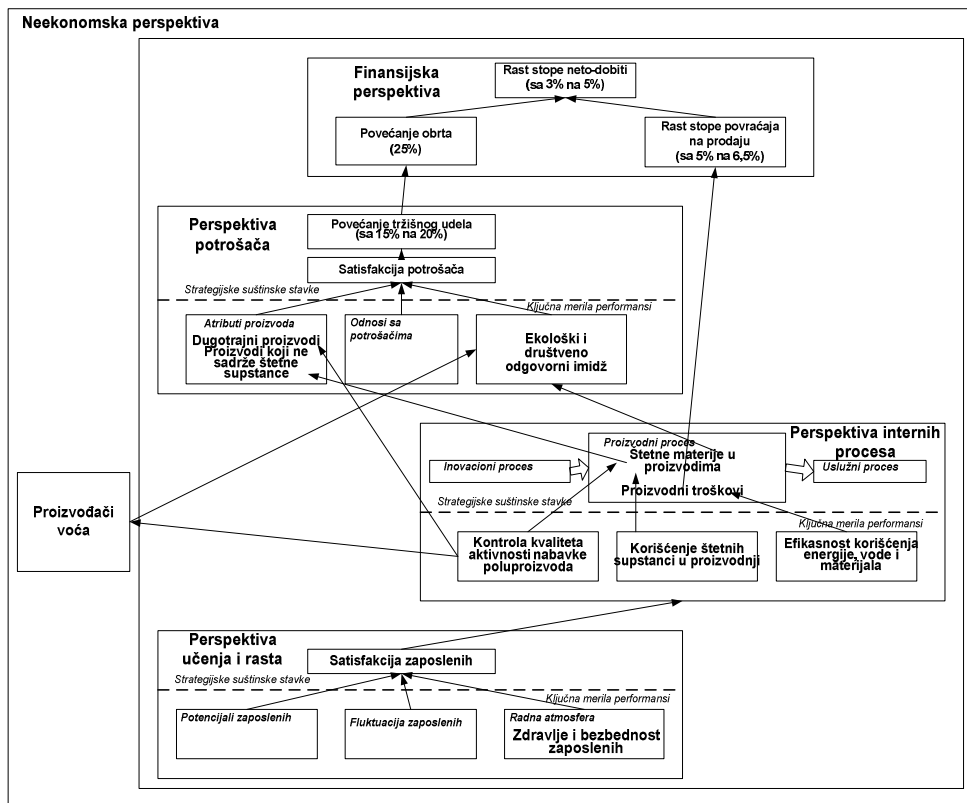 Neekonomska perspektiva
Finansijska
perspektiva
Rast stope neto-dobiti
(sa 3% na 5%)
Povećanje obrta
(25%)
Rast stope povraćaja
na prodaju
(sa 5% na 6,5%)
Perspektiva
potrošača
Povećanje tržišnog udela
(sa 15% na 20%)
Satisfakcija potrošača
Strategijske suštinske stavke
Ključna merila performansi
Atributi proizvoda
Dugotrajni proizvodi
Proizvodi koji ne
sadrže štetne
supstance
Odnosi sa
potrošačima
Ekološki i
društveno
odgovorni imidž
Perspektiva internih
procesa
Inovacioni proces
Proizvodni proces
Štetne materije u
proizvodima
Proizvodni troškovi
Uslužni proces
Strategijske suštinske stavke
Ključna merila performansi
Proizvođači
voća
Kontrola kvaliteta
aktivnosti nabavke
poluproizvoda
Korišćenje štetnih
supstanci u proizvodnji
Efikasnost korišćenja
energije, vode i
materijala
Perspektiva
učenja i rasta
Satisfakcija zaposlenih
Strategijske suštinske stavke
Ključna merila performansi
Potencijali zaposlenih
Fluktuacija zaposlenih
Radna atmosfera
Zdravlje i bezbednost
zaposlenih